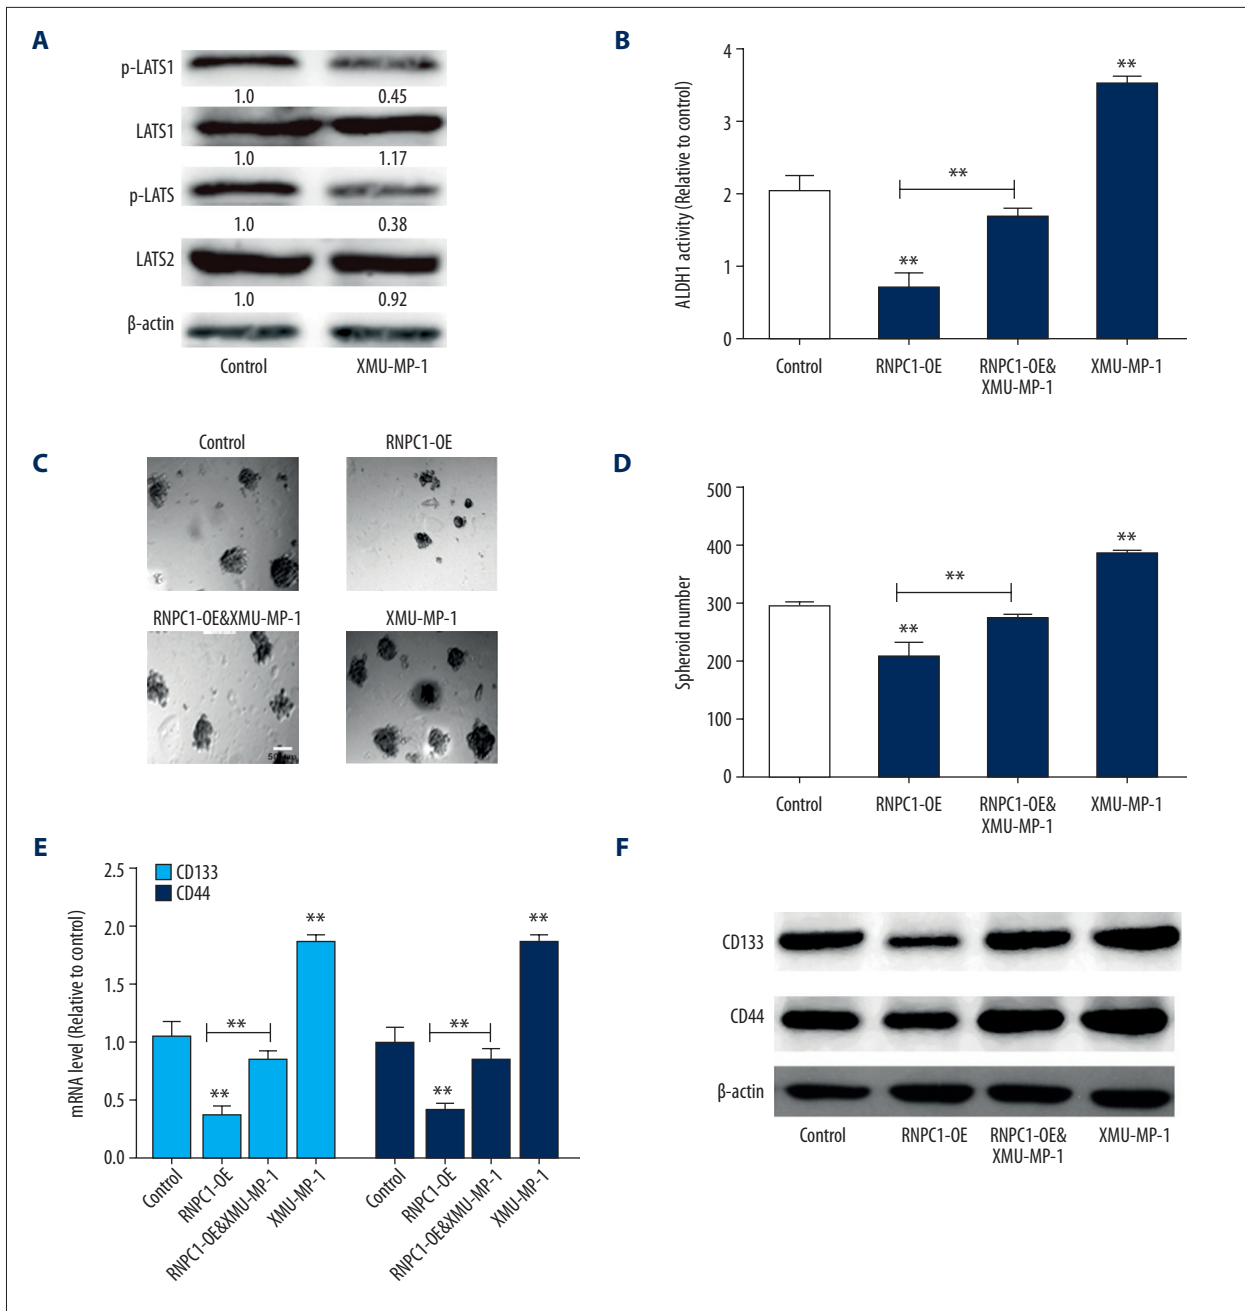 A
p-LATS1
1.0 0.45
LATS1
1.0 1.17
p-LATS
1.0 0.38
LATS2
1.0 0.92
β-actin
Control XMU-MP-1
B
ALDH1 activity (Relative to control)
4
3
2
1
0
**
**
**
Control RNPC1-OE RNPC1-OE& XMU-MP-1
XMU-MP-1
C
Control RNPC1-OE
RNPC1-OE&XMU-MP-1 XMU-MP-1
D
Spheroid number
500
400
300
200
100
0
**
**
**
Control RNPC1-OE RNPC1-OE& XMU-MP-1
XMU-MP-1
E
mRNA level (Relative to control)
2.5
2.0
1.5
1.0
0.5
0.0
CD133
CD44
** **
** **
** **
Control RNPC1-OE RNPC1-OE&XMU-MP-1 XMU-MP-1 Control RNPC1-OE RNPC1-OE&XMU-MP-1 XMU-MP-1
F
CD133
CD44
β-actin
Control RNPC1-OE RNPC1-OE& XMU-MP-1
XMU-MP-1